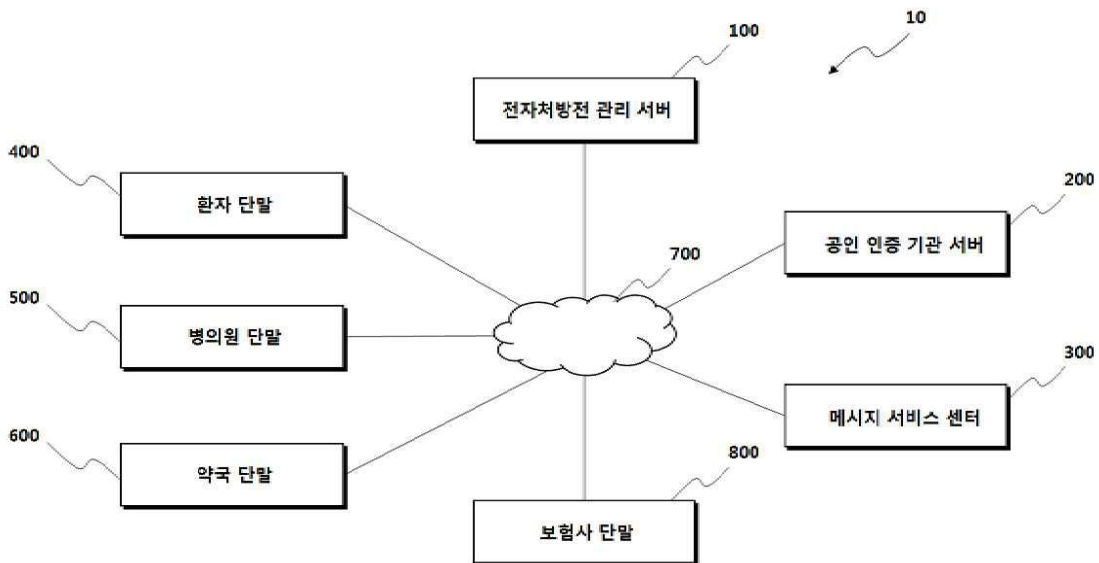 100
10
전자처방전 관리 서버
400
환자 단말
200
공인 인증 기관 서버
700
500
병의원 단말
300
메시지 서비스 센터
600
약국 단말
800
보험사 단말